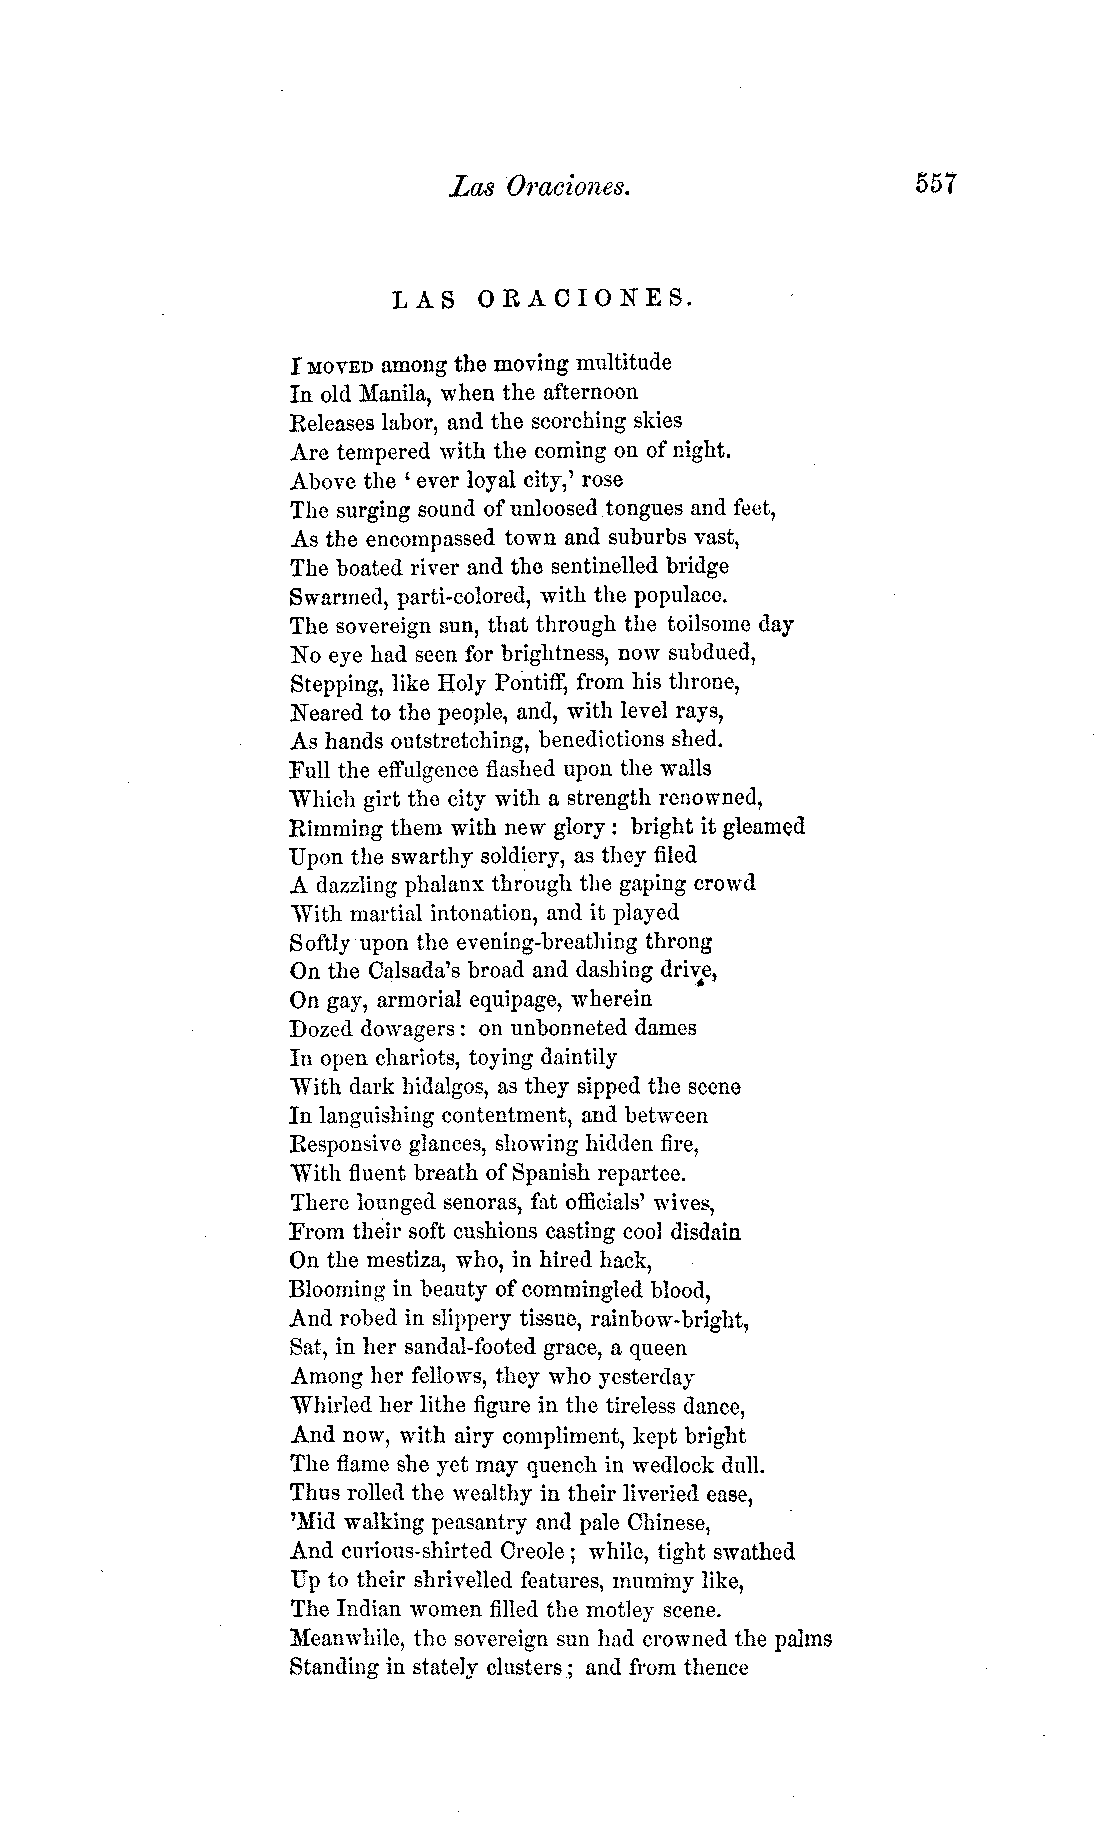 Las Oraciones. 557
LAS ORACIONES.
I MOVED among the moving multitude
In old Manila, when the afternoon
Releases labor, and the scorching skies
Are tempered with the coming on of night.
Above the ‘ ever loyal city,’ rose
The surging sound of unloosed tongues and feet,
As the encompassed town and suburbs vast,
The boated river and the sentinelled bridge
Swarmed, parti-colored, with the populace.
The sovereign sun, that through the toilsome day
No eye had seen for brightness, now subdued,
Stepping, like Holy Pontiff, from his throne,
Neared to the people, and, with level rays,
As hands outstretching, benedictions shed.
Full the effulgence flashed upon the walls
Which girt the city with a strength renowned,
Rimming them with new glory : bright it gleamed
Upon the swarthy soldiery, as they filed
A dazzling phalanx through the gaping crowd
With martial intonation, and it played
Softly upon the evening-breathing throng
On the Calsada's broad and dashing drive,
On gay, armorial equipage, wherein
Dozed dowagers : on unbonneted dames
In open chariots, toying daintily
With dark hidalgos, as they sipped the scene
In languishing contentment, and between
Responsive glances, showing hidden fire,
With fluent breath of Spanish repartee.
There lounged senoras, fat officials' wives,
From their soft cushions casting cool disdain
On the mestiza, who, in hired hack,
Blooming in beauty of commingled blood,
And robed in slippery tissue, rainbow-bright,
Sat, in her sandal-footed grace, a queen
Among her fellows, they who yesterday
Whirled her lithe figure in the tireless dance,
And now, with airy compliment, kept bright
The flame she yet may quench in wedlock dull.
Thus rolled the wealthy in their liveried ease,
'Mid walking peasantry and pale Chinese,
And curious-shirted Creole ; while, tight swathed
Up to their shrivelled features, mummy like,
The Indian women filled the motley scene.
Meanwhile, the sovereign sun had crowned the palms
Standing in stately clusters ; and from thence